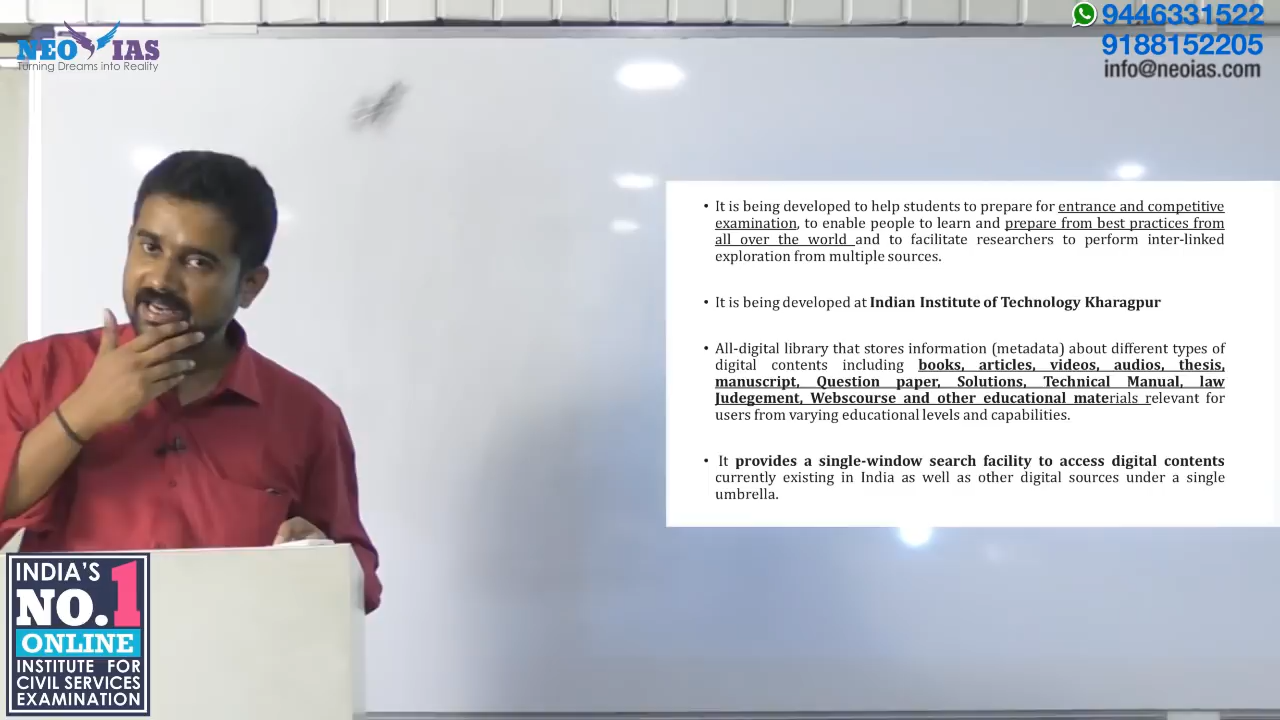 NEO IAS
Turning Dreams into Reality
9446331522
9188152205
info@neoias.com
• It is being developed to help students to prepare for entrance and competitive
examination, to enable people to learn and prepare from best practices from
all over the world and to facilitate researchers to perform inter-linked
exploration from multiple sources.
• It is being developed at Indian Institute of Technology Kharagpur
• All-digital library that stores information (metadata) about different types of
digital contents including books, articles, videos, audios, thesis,
manuscript, Question paper, Solutions, Technical Manual, law
Judegement, Webscourse and other educational materials relevant for
users from varying educational levels and capabilities.
• It provides a single-window search facility to access digital contents
currently existing in India as well as other digital sources under a single
umbrella.
INDIA'S
NO.1
ONLINE
INSTITUTE FOR
CIVIL SERVICES
EXAMINATION